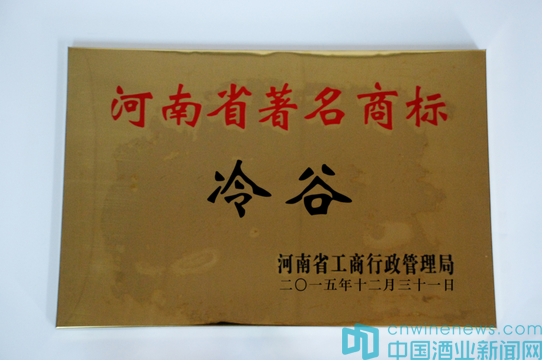 河南省著名商标
冷谷
河南省工商行政管理局
二〇一五年十二月三十一日
cnwinenews.com
中国酒业新闻网